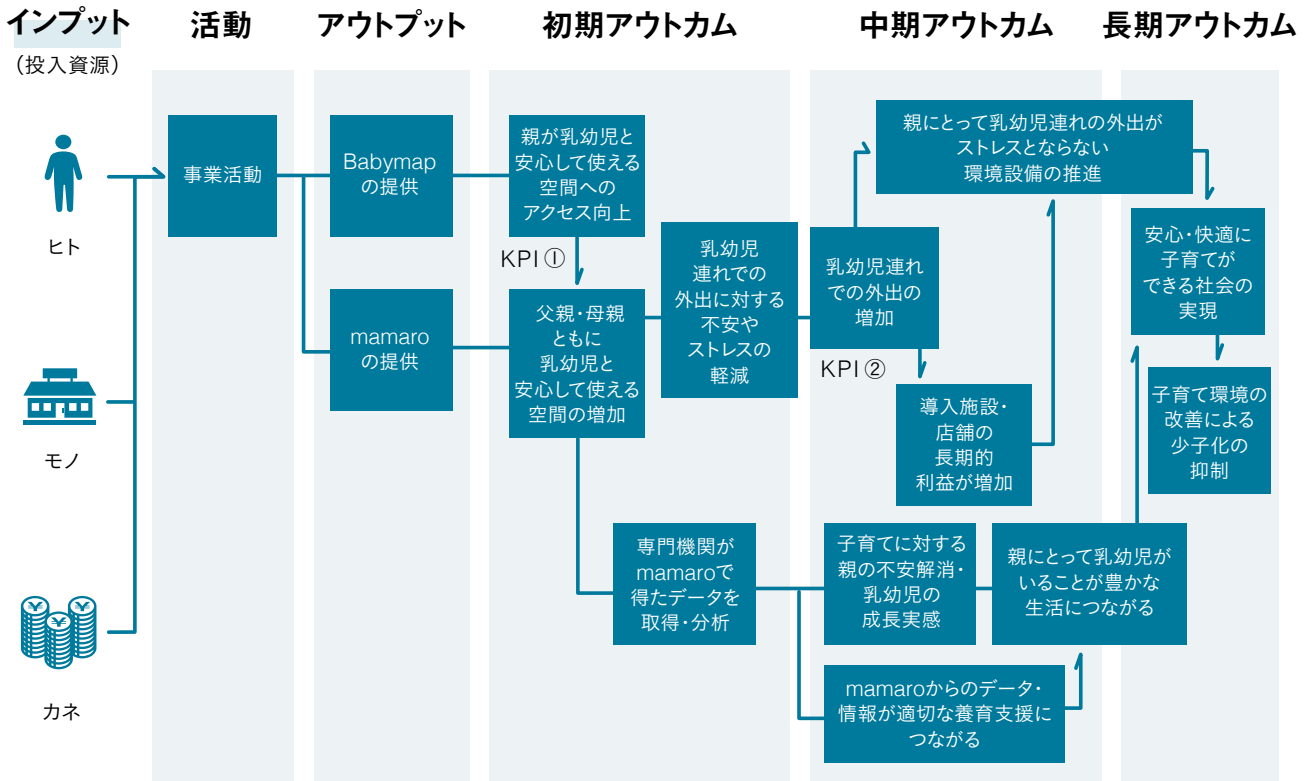 インプット
(投入資源)
活動
アウトプット
初期アウトカム
中期アウトカム
長期アウトカム
ヒト
モノ
カネ
事業活動
Babymap
の提供
mamaro
の提供
親が乳幼児と
安心して使える
空間への
アクセス向上
KPI①
父親・母親
ともに
乳幼児と
安心して使える
空間の増加
乳幼児
連れでの
外出に対する
不安や
ストレスの
軽減
専門機関が
mamaroで
得たデータを
取得・分析
親にとって乳幼児連れの外出が
ストレスとならない
環境設備の推進
乳幼児連れ
での外出の
増加
KPI②
導入施設・
店舗の
長期的
利益が増加
子育てに対する
親の不安解消・
乳幼児の
成長実感
親にとって乳幼児が
いることが豊かな
生活につながる
mamaroからのデータ・
情報が適切な養育支援に
つながる
安心・快適に
子育てが
できる社会の
実現
子育て環境の
改善による
少子化の
抑制